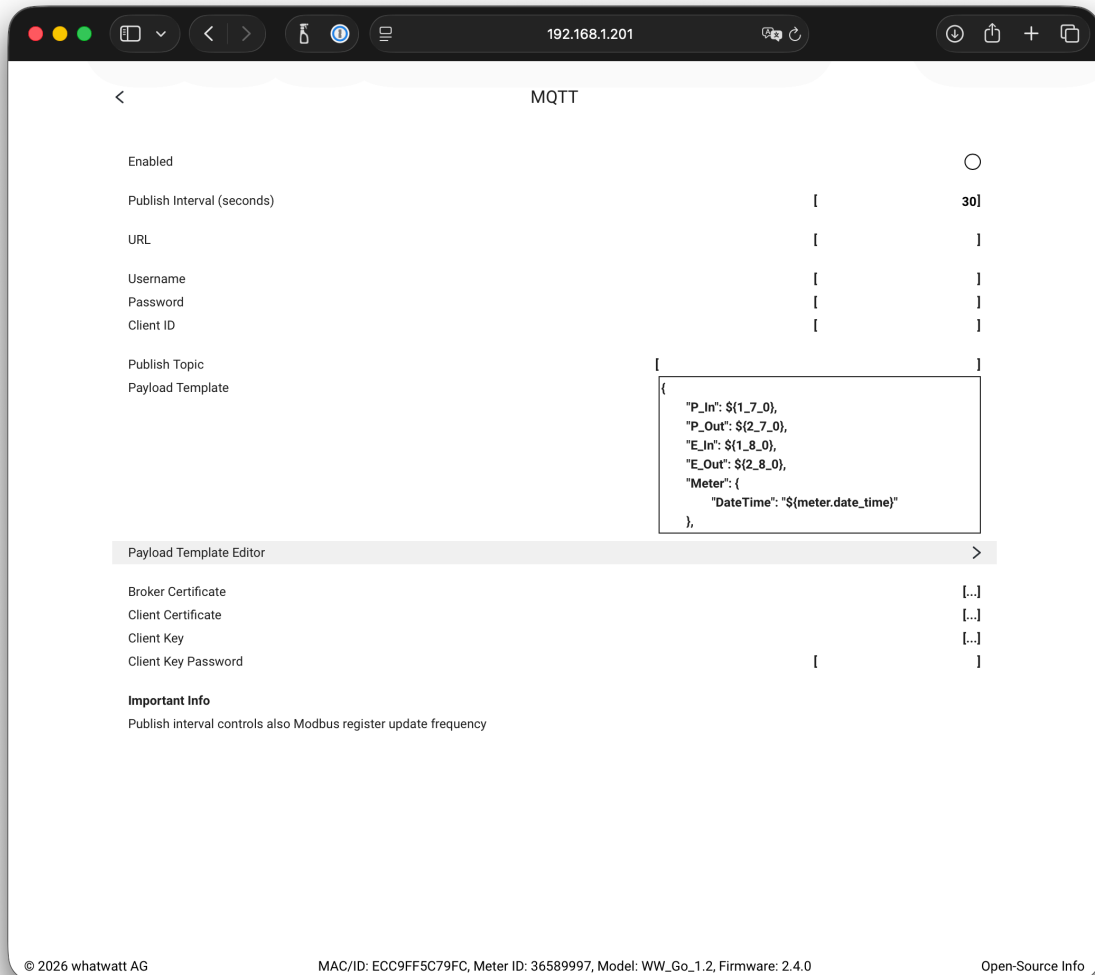 192.168.1.201
MQTT
Enabled
Publish Interval (seconds) [ 30]
URL [ ]
Username [ ]
Password [ ]
Client ID [ ]
Publish Topic [ ]
Payload Template
{
"P_In": ${1_7_0},
"P_Out": ${2_7_0},
"E_In": ${1_8_0},
"E_Out": ${2_8_0},
"Meter": {
"DateTime": "${meter.date_time}"
},
Payload Template Editor
Broker Certificate [...]
Client Certificate [...]
Client Key [...]
Client Key Password [ ]
Important Info
Publish interval controls also Modbus register update frequency
© 2026 whatwatt AG MAC/ID: ECC9FF5C79FC, Meter ID: 36589997, Model: WW_Go_1.2, Firmware: 2.4.0 Open-Source Info